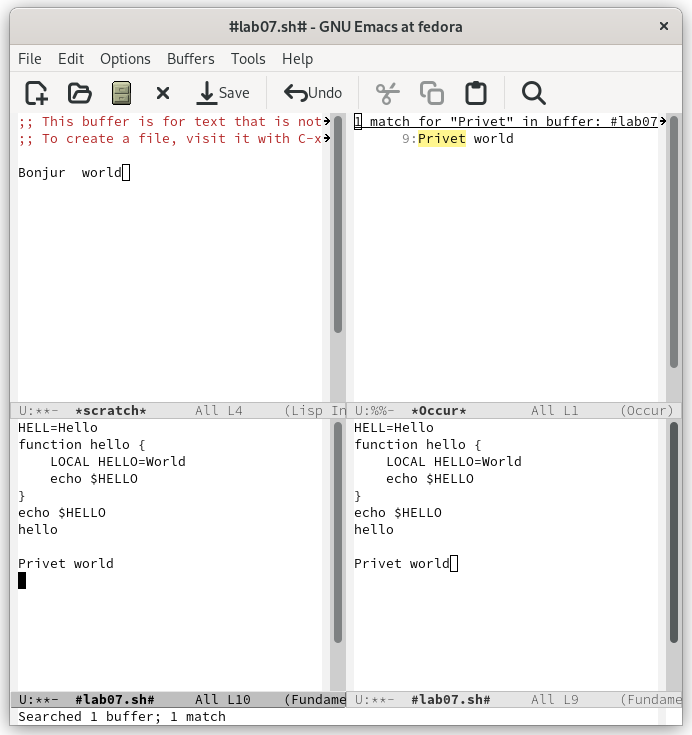 #lab07.sh# - GNU Emacs at fedora
File Edit Options Buffers Tools Help
Save Undo
;; This buffer is for text that is not
;; To create a file, visit it with C-x
Bonjur  world
U:**-  *scratch*      All L4     (Lisp In
1 match for "Privet" in buffer: #lab07
9:Privet world
U:%%-  *Occur*        All L1     (Occur)
HELL=Hello
function hello {
    LOCAL HELLO=World
    echo $HELLO
}
echo $HELLO
hello
Privet world
U:**-  #lab07.sh#     All L10    (Fundame
HELL=Hello
function hello {
    LOCAL HELLO=World
    echo $HELLO
}
echo $HELLO
hello
Privet world
U:**-  #lab07.sh#     All L9     (Fundame
Searched 1 buffer; 1 match